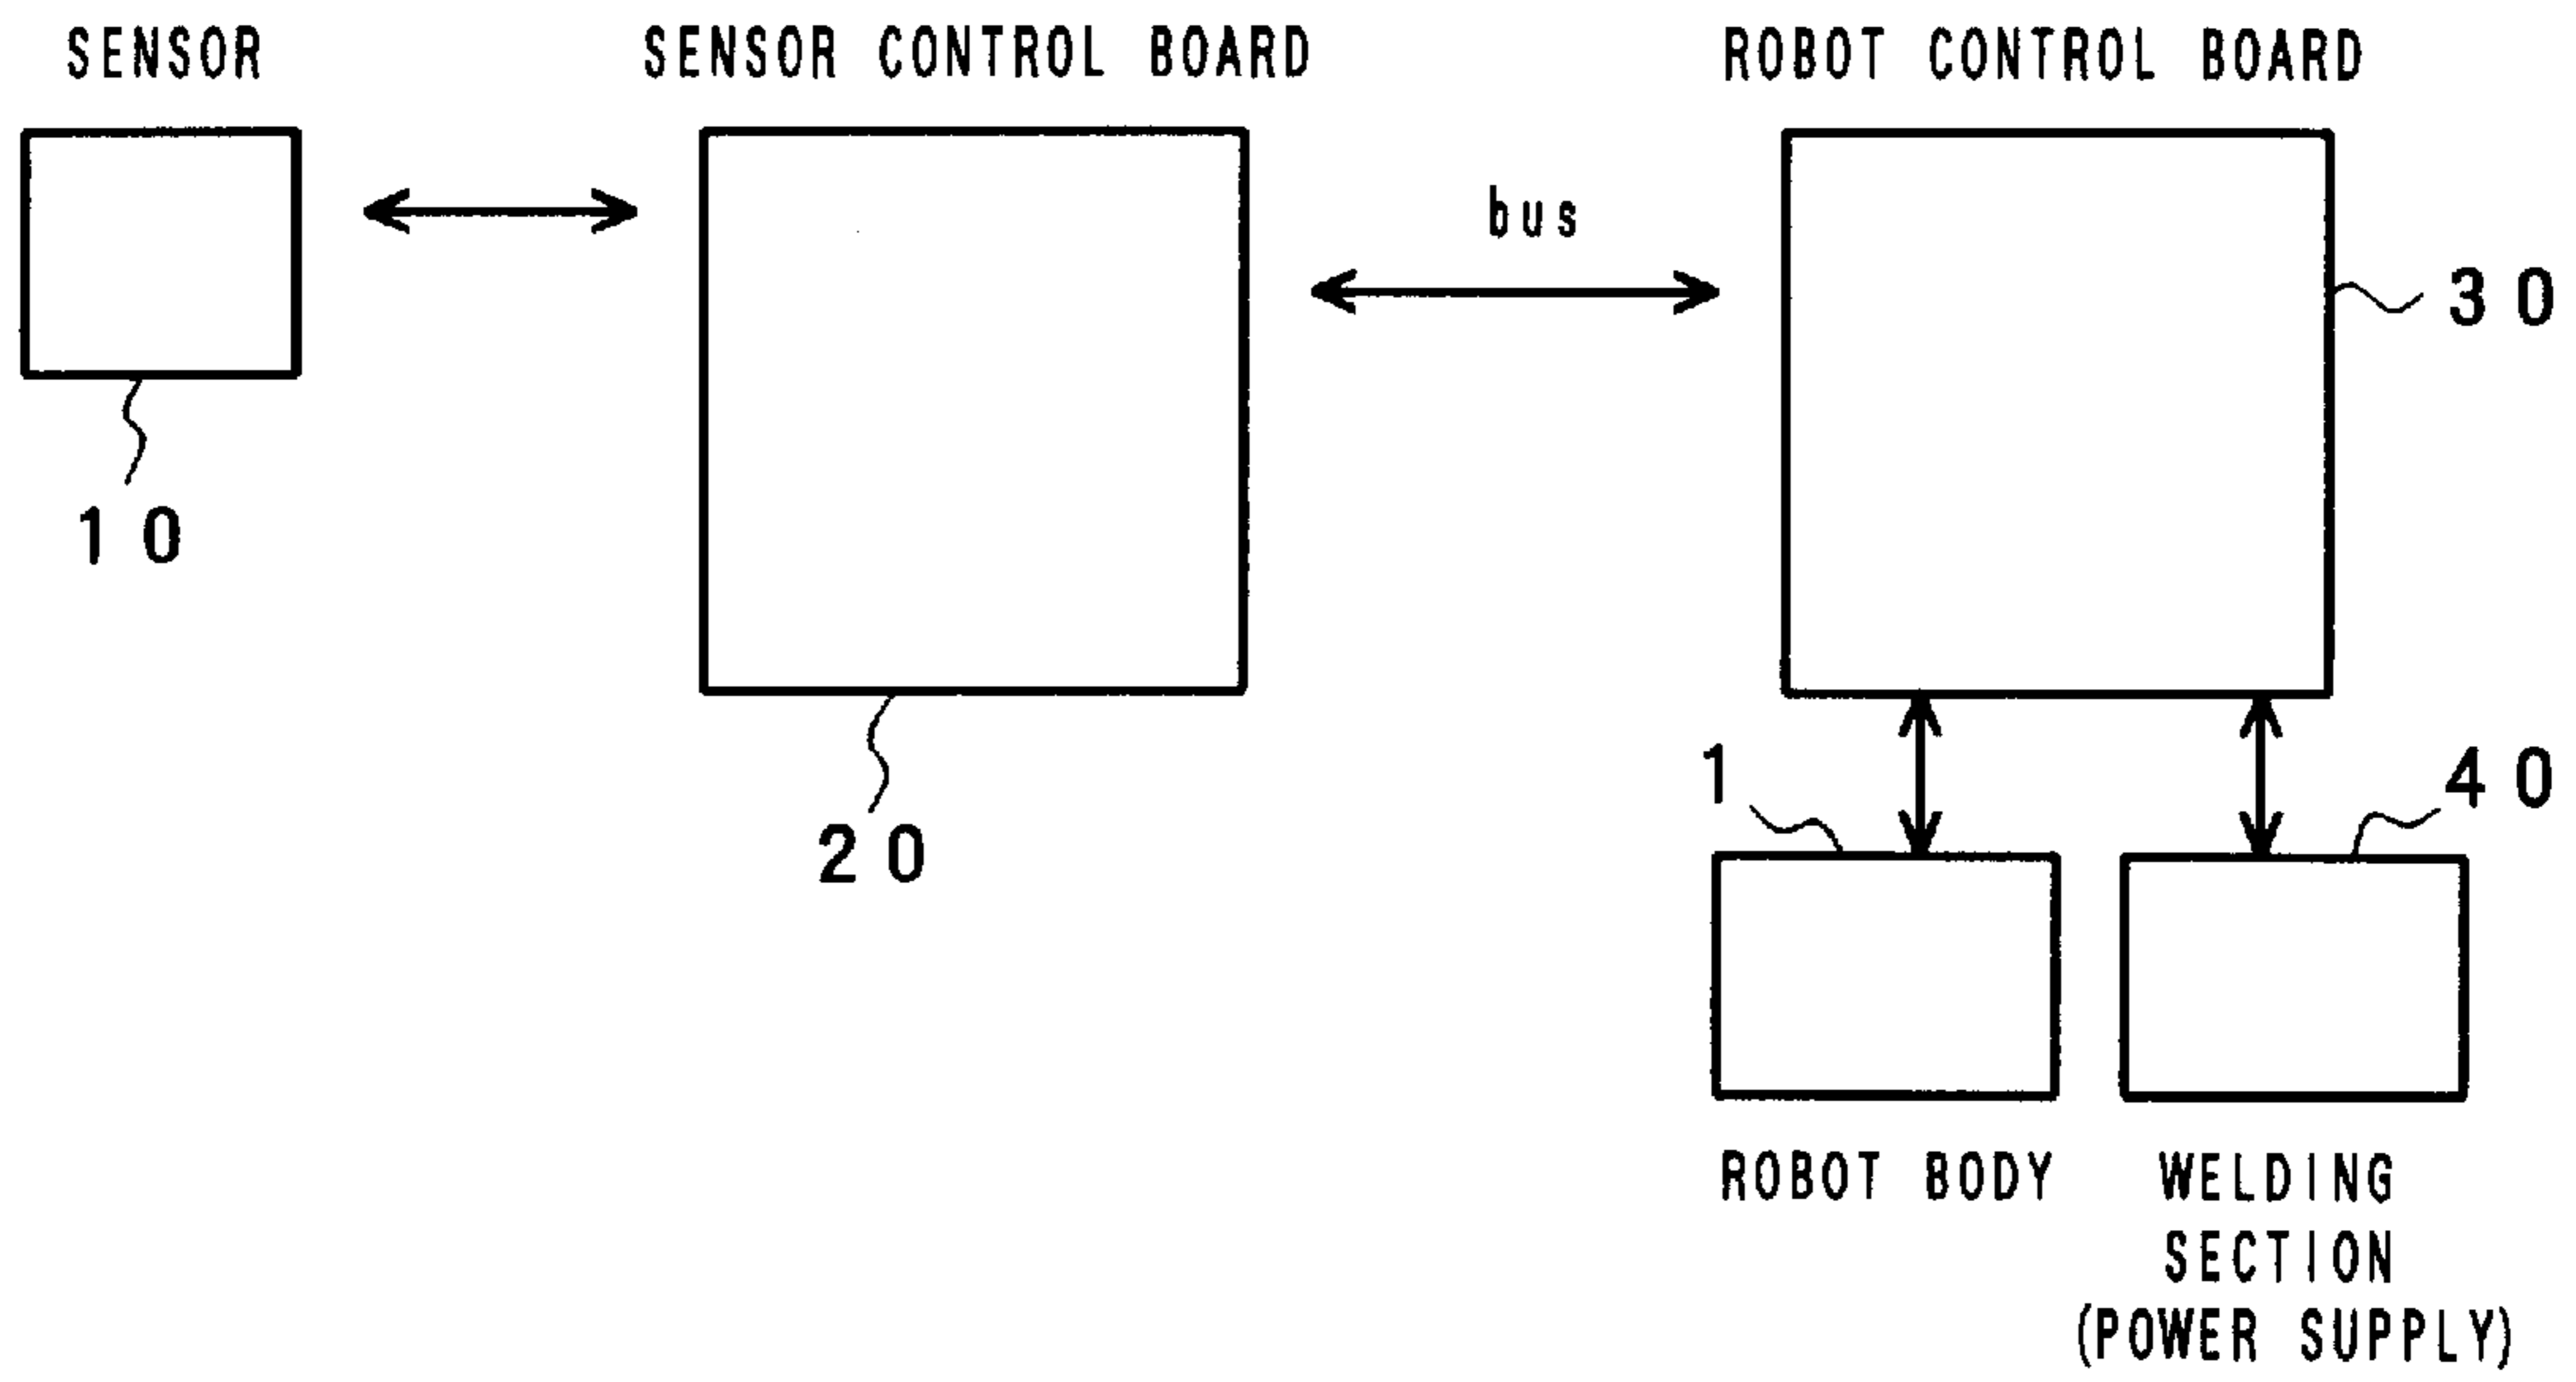 SENSOR
SENSOR CONTROL BOARD
ROBOT CONTROL BOARD
bus
30
10
1
40
20
ROBOT BODY
WELDING
SECTION
(POWER SUPPLY)